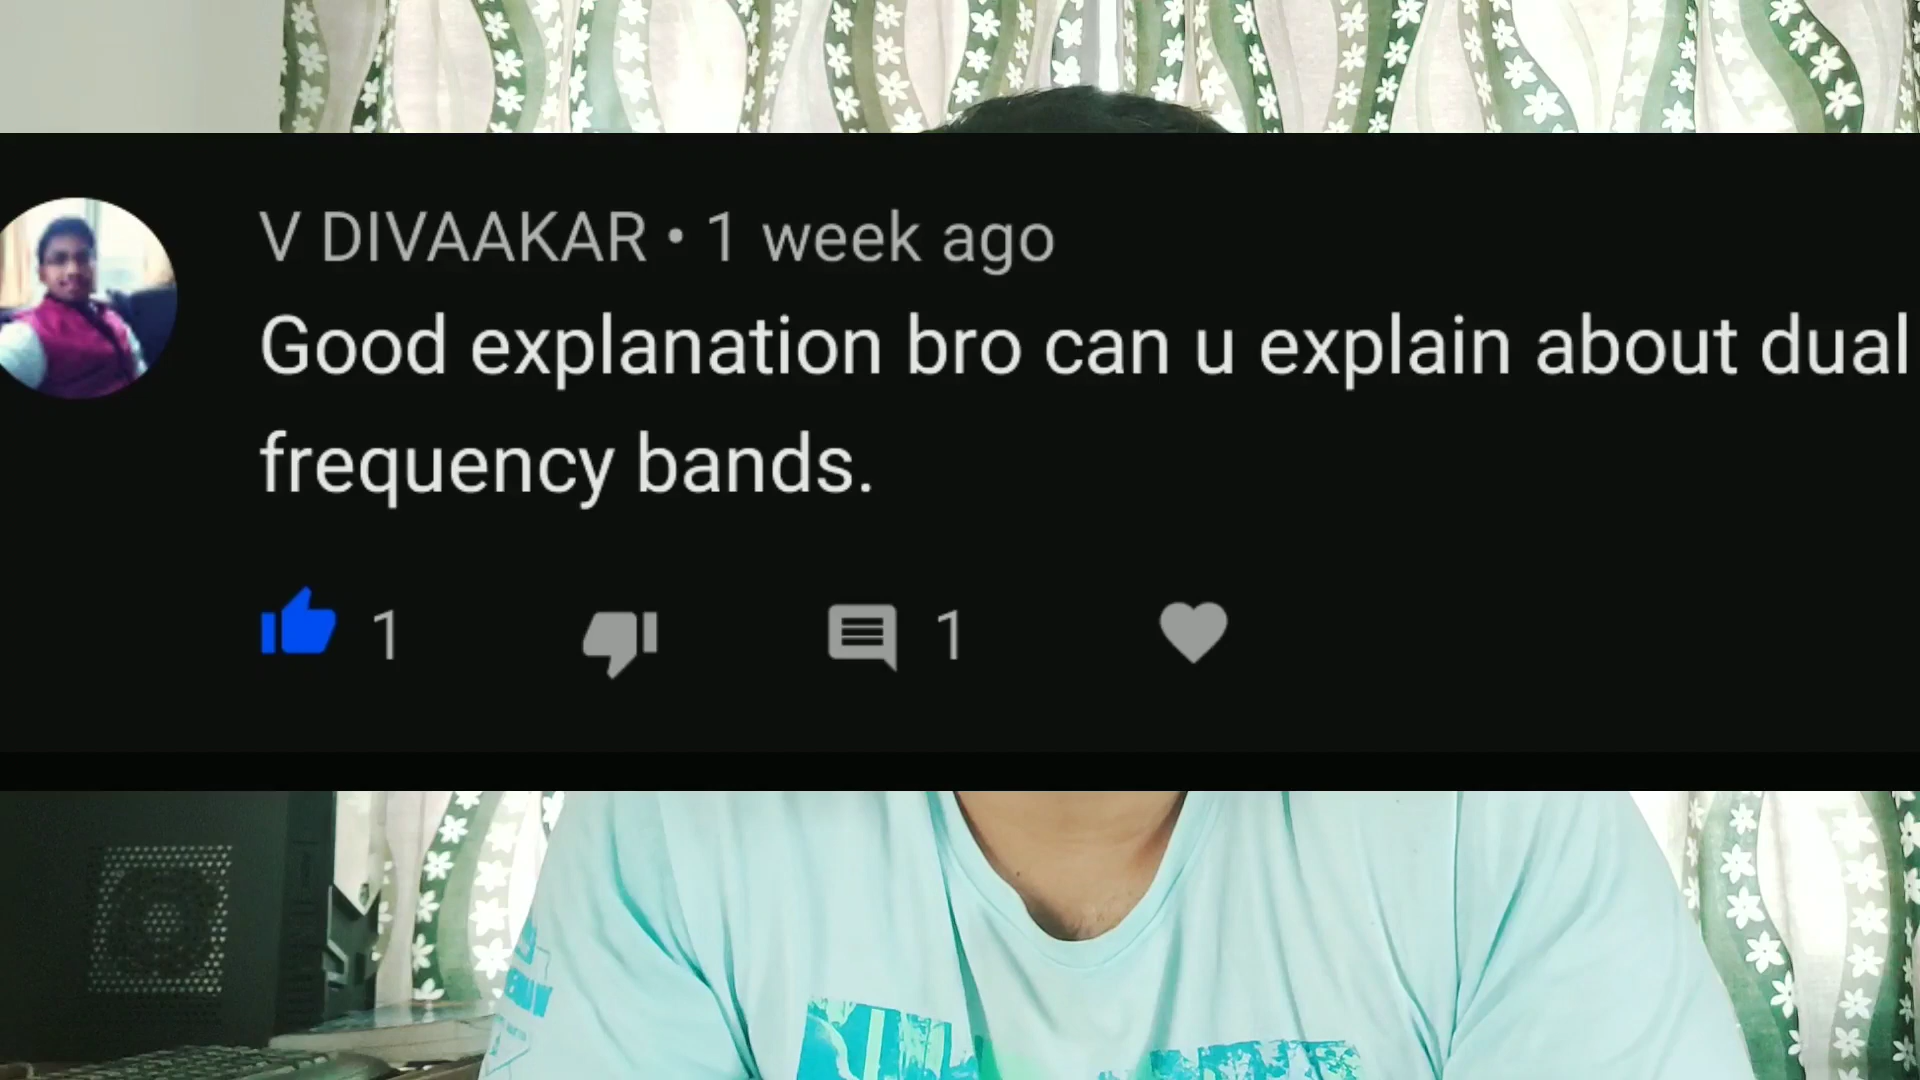 V DIVAAKAR • 1 week ago
Good explanation bro can u explain about dual
frequency bands.
1 1